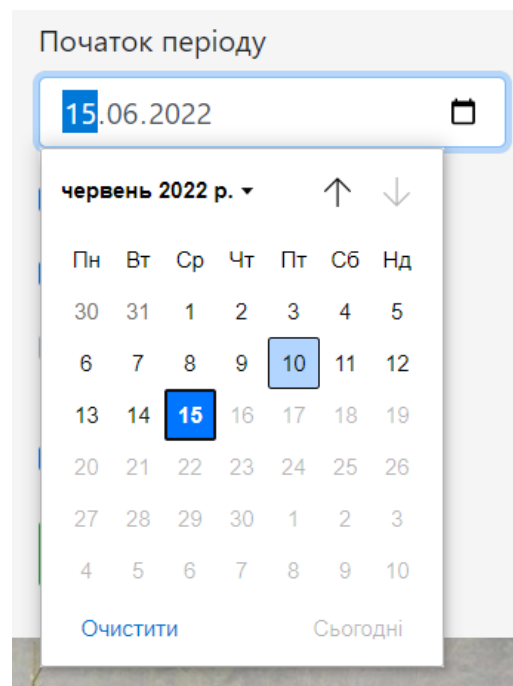 Початок періоду
15.06.2022
червень 2022 р.
Пн Вт Ср Чт Пт Сб Нд
30 31 1 2 3 4 5
6 7 8 9 10 11 12
13 14 15 16 17 18 19
20 21 22 23 24 25 26
27 28 29 30 1 2 3
4 5 6 7 8 9 10
Очистити Сьогодні